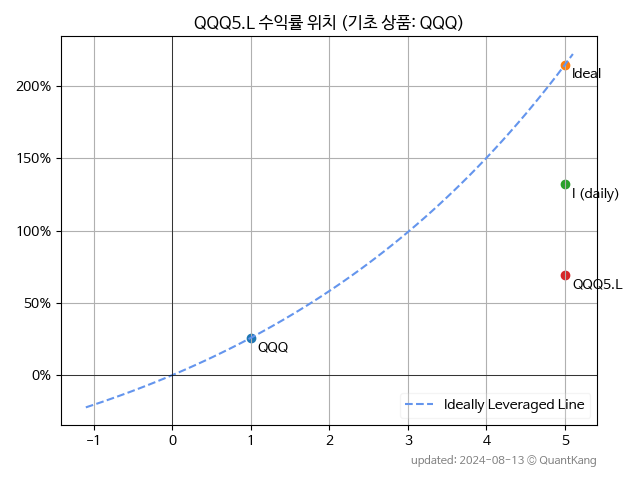 QQQ5.L 수익률 위치 (기초 상품: QQQ)
200%
150%
100%
50%
0%
Ideal
I (daily)
QQQ5.L
QQQ
Ideally Leveraged Line
−1 0 1 2 3 4 5
updated: 2024-08-13 © QuantKang